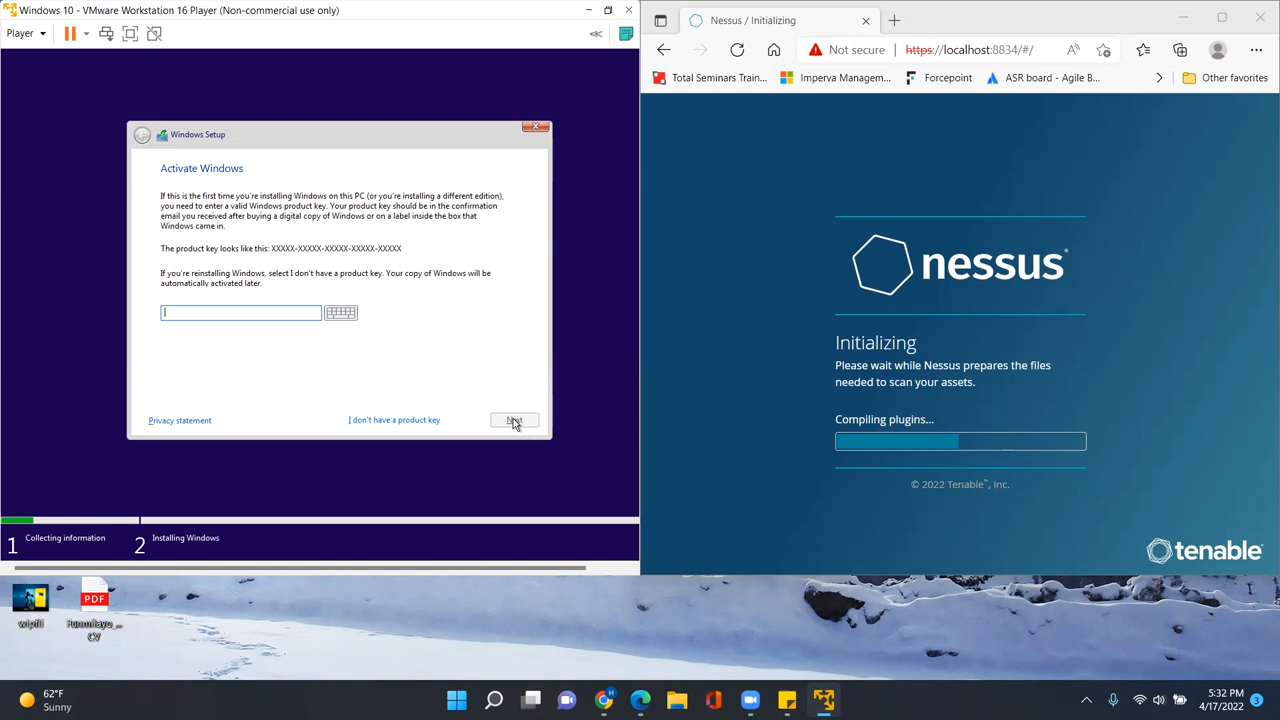 Windows 10 - VMware Workstation 16 Player (Non-commercial use only)
Player
Windows Setup
Activate Windows
If this is the first time you're installing Windows on this PC (or you're installing a different edition),
you need to enter a valid Windows product key. Your product key should be in the confirmation
email you received after buying a digital copy of Windows or on a label inside the box that
Windows came in.
The product key looks like this: XXXXX-XXXXX-XXXXX-XXXXX-XXXXX
If you're reinstalling Windows, select I don't have a product key. Your copy of Windows will be
automatically activated later.
Privacy statement
I don't have a product key
Next
1 Collecting information
2 Installing Windows
Nessus / Initializing
Not secure https://localhost:8834/#/
Total Seminars Train...
Imperva Managem...
Forcepoint
ASR board - Agile B...
Other favorites
nessus
Initializing
Please wait while Nessus prepares the files
needed to scan your assets.
Compiling plugins...
© 2022 Tenable™, Inc.
tenable
wlpfll
PDF
Funmilayo_...
CV
62°F
Sunny
5:32 PM
4/17/2022
3